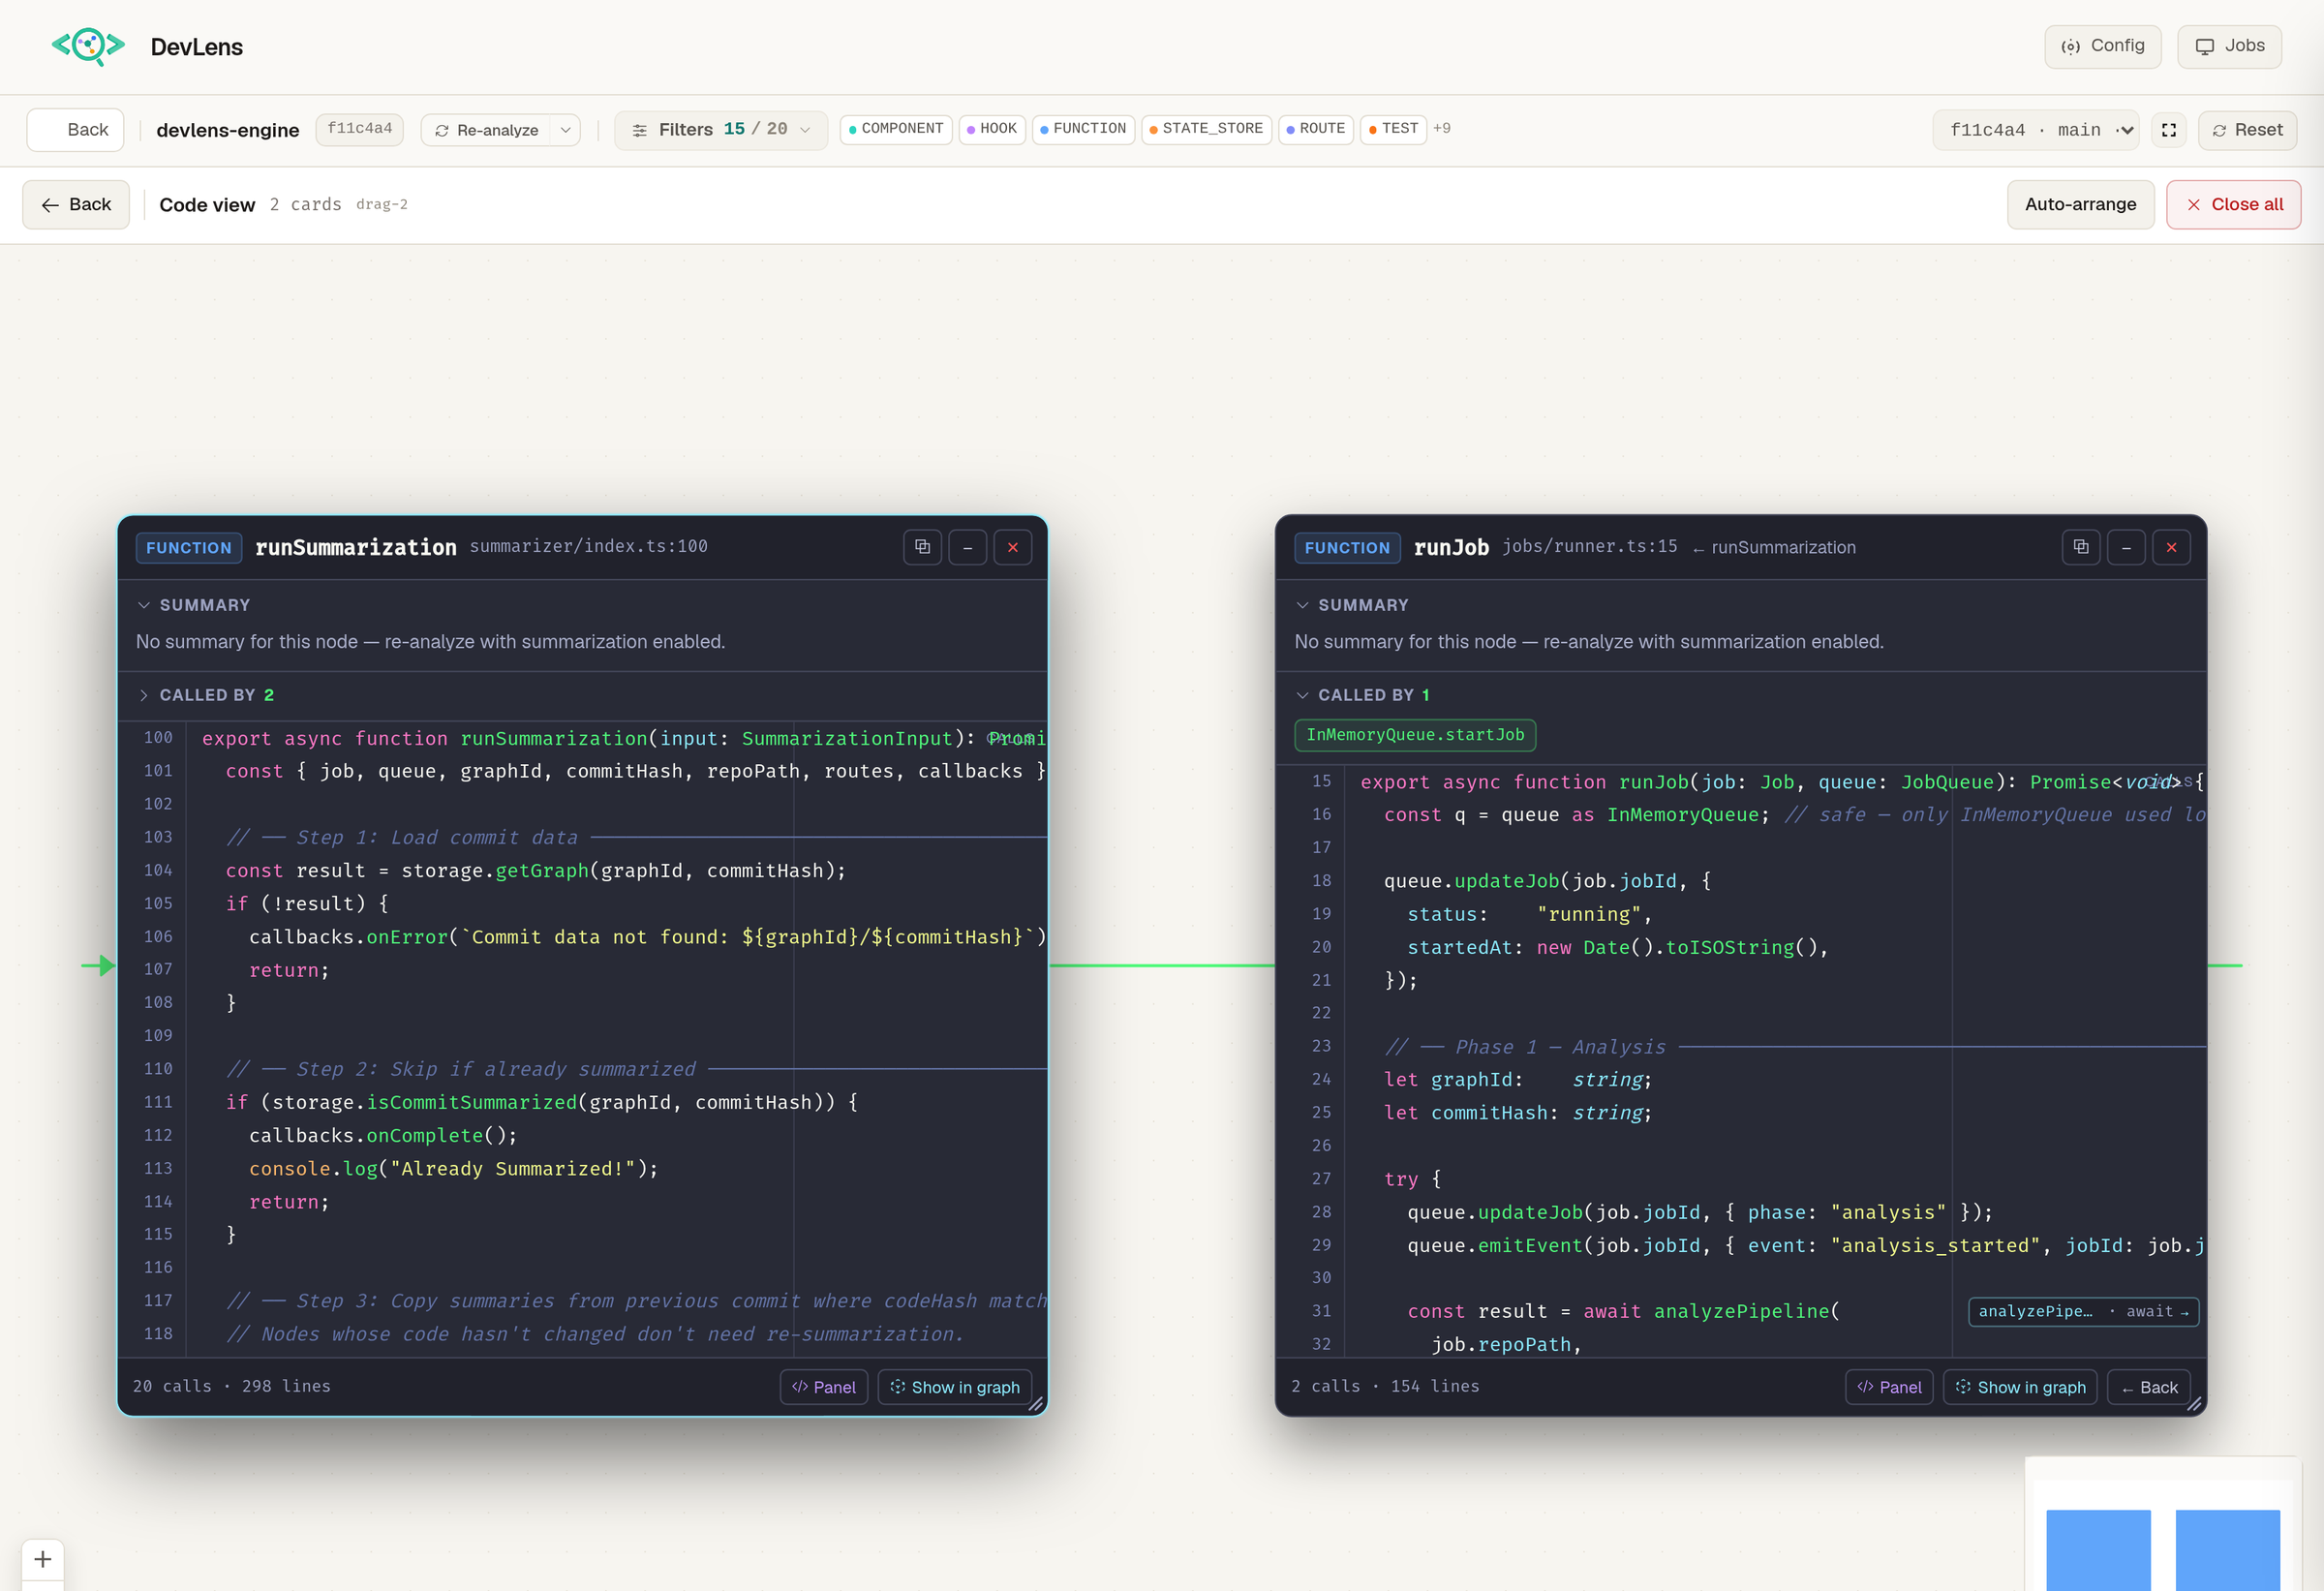 DevLens
Config
Jobs
Back
devlens-engine
f11c4a4
Re-analyze
Filters 15 / 20
COMPONENT
HOOK
FUNCTION
STATE_STORE
ROUTE
TEST
+9
f11c4a4 · main ·
Reset
← Back
Code view 2 cards drag-2
Auto-arrange
× Close all
FUNCTION runSummarization summarizer/index.ts:100
SUMMARY
No summary for this node — re-analyze with summarization enabled.
CALLED BY 2
CALLS
100 export async function runSummarization(input: SummarizationInput): Promi
101 const { job, queue, graphId, commitHash, repoPath, routes, callbacks }
102
103 // —— Step 1: Load commit data ——
104 const result = storage.getGraph(graphId, commitHash);
105 if (!result) {
106 callbacks.onError(`Commit data not found: ${graphId}/${commitHash}`)
107 return;
108 }
109
110 // —— Step 2: Skip if already summarized ——
111 if (storage.isCommitSummarized(graphId, commitHash)) {
112 callbacks.onComplete();
113 console.log("Already Summarized!");
114 return;
115 }
116
117 // —— Step 3: Copy summaries from previous commit where codeHash match
118 // Nodes whose code hasn't changed don't need re-summarization.
20 calls · 298 lines
</> Panel
Show in graph
FUNCTION runJob jobs/runner.ts:15 ← runSummarization
SUMMARY
No summary for this node — re-analyze with summarization enabled.
CALLED BY 1
InMemoryQueue.startJob
CALLS
15 export async function runJob(job: Job, queue: JobQueue): Promise<void> {
16 const q = queue as InMemoryQueue; // safe — only InMemoryQueue used lo
17
18 queue.updateJob(job.jobId, {
19 status: "running",
20 startedAt: new Date().toISOString(),
21 });
22
23 // —— Phase 1 — Analysis ——
24 let graphId: string;
25 let commitHash: string;
26
27 try {
28 queue.updateJob(job.jobId, { phase: "analysis" });
29 queue.emitEvent(job.jobId, { event: "analysis_started", jobId: job.j
30
31 const result = await analyzePipeline(
analyzePipe… · await →
32 job.repoPath,
2 calls · 154 lines
</> Panel
Show in graph
← Back
+